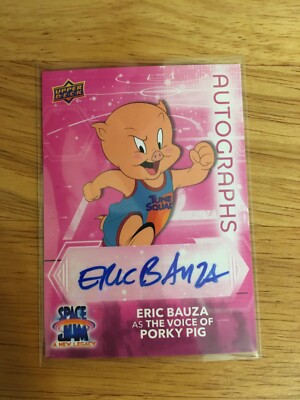 UPPER DECK
AUTOGRAPHS
TUNE SQUAD
ERIC BAUZA
ERIC BAUZA
AS THE VOICE OF
PORKY PIG
SPACE
JAM
A NEW LEGACY